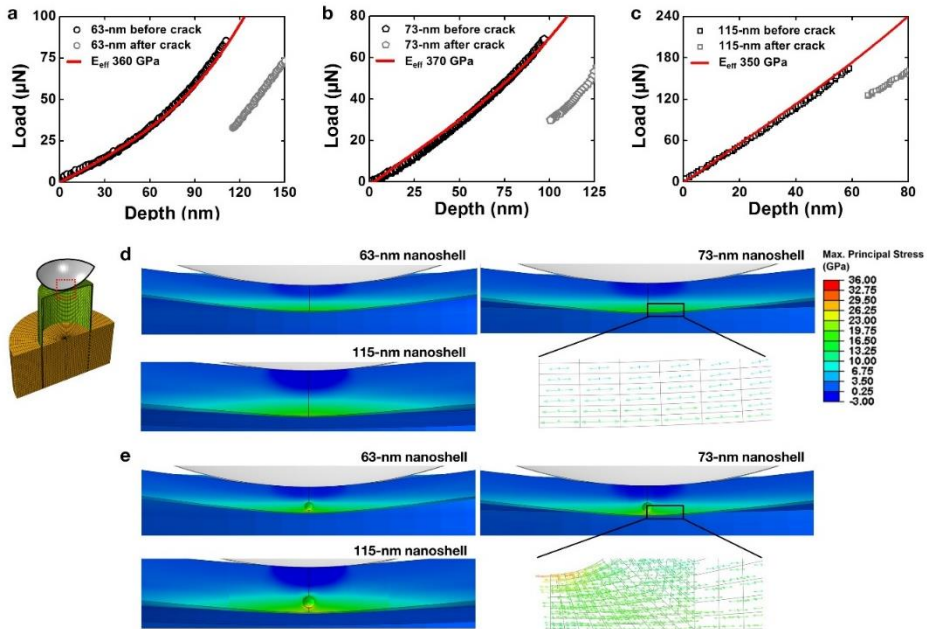 a
63-nm before crack
63-nm after crack
E_eff 360 GPa
Load (µN)
100
75
50
25
0
0 30 60 90 120 150
Depth (nm)
b
73-nm before crack
73-nm after crack
E_eff 370 GPa
Load (µN)
80
60
40
20
0
0 25 50 75 100 125
Depth (nm)
c
115-nm before crack
115-nm after crack
E_eff 350 GPa
Load (µN)
240
180
120
60
0
0 20 40 60 80
Depth (nm)
d
63-nm nanoshell
73-nm nanoshell
115-nm nanoshell
Max. Principal Stress
(GPa)
36.00
32.75
29.50
26.25
23.00
19.75
16.50
13.25
10.00
6.75
3.50
0.25
-3.00
e
63-nm nanoshell
73-nm nanoshell
115-nm nanoshell